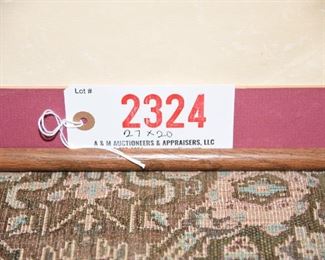 Lot #
2324
27 x 20
A & M AUCTIONEERS & APPRAISERS, LLC